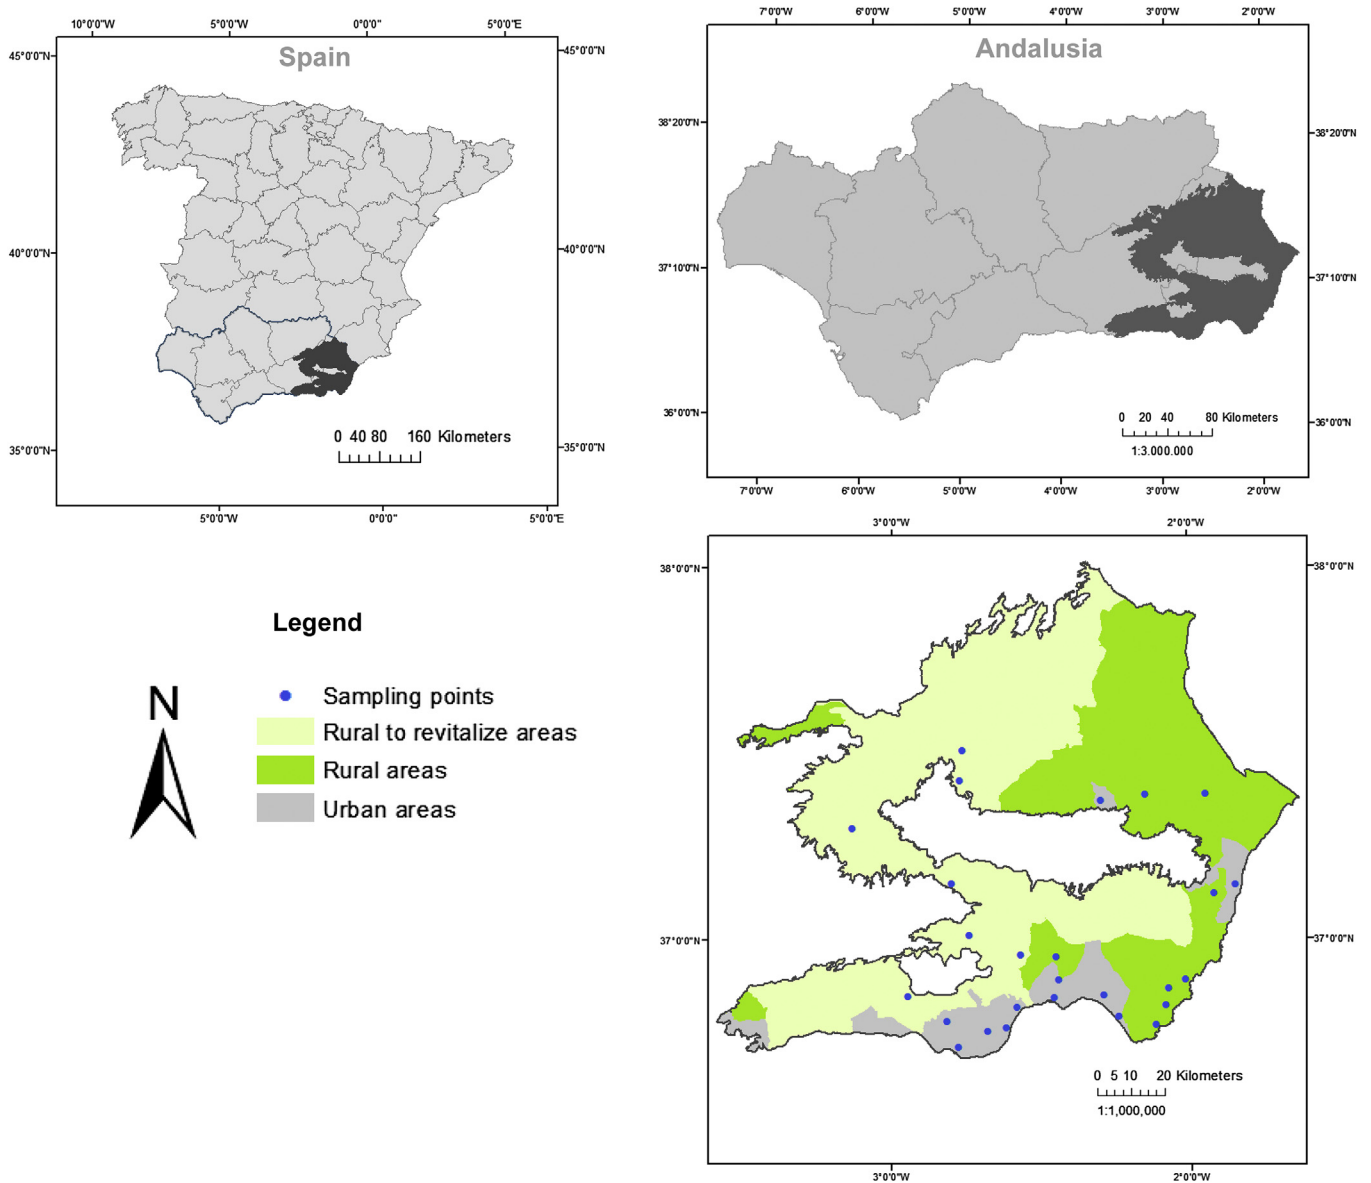 10°0'0"W 5°0'0"W 0°0'0" 5°0'0"E
Spain
45°0'0"N 45°0'0"N
40°0'0"N 40°0'0"N
35°0'0"N 35°0'0"N
0 40 80 160 Kilometers
5°0'0"W 0°0'0" 5°0'0"E
7°0'0"W 6°0'0"W 5°0'0"W 4°0'0"W 3°0'0"W 2°0'0"W
Andalusia
38°20'0"N 38°20'0"N
37°10'0"N 37°10'0"N
36°0'0"N 36°0'0"N
0 20 40 80 Kilometers
1:3.000.000
7°0'0"W 6°0'0"W 5°0'0"W 4°0'0"W 3°0'0"W 2°0'0"W
Legend
N
Sampling points
Rural to revitalize areas
Rural areas
Urban areas
3°0'0"W 2°0'0"W
38°0'0"N 38°0'0"N
37°0'0"N 37°0'0"N
0 5 10 20 Kilometers
1:1,000,000
3°0'0"W 2°0'0"W